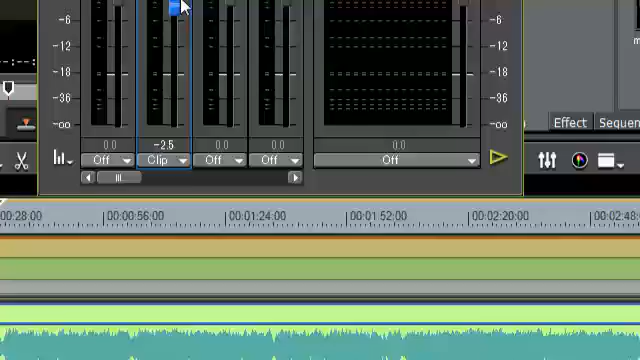 -6 -6
-12 -12
-18 -18
-36 -36
-∞ -∞
Effect Sequen
0.0 -2.5 0.0 0.0 0.0
Off Clip Off Off Off
00:28:00 00:00:56:00 00:01:24:00 00:01:52:00 00:02:20:00 00:02:48:0